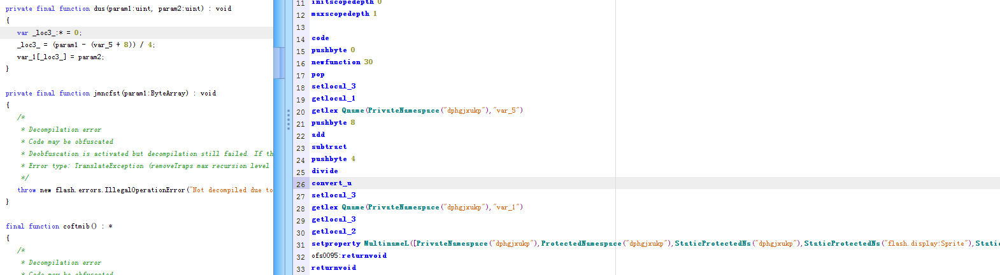 private final function dus(param1:uint, param2:uint) : void
{
var _loc3_:* = 0;
_loc3_ = (param1 - (var_5 + 8)) / 4;
var_1[_loc3_] = param2;
}
private final function jmncfst(param1:ByteArray) : void
{
/*
* Decompilation error
* Code may be obfuscated
* Deobfuscation is activated but decompilation still failed. If th
* Error type: TranslateException (removeTraps max recursion level
*/
throw new flash.errors.IllegalOperationError("Not decompiled due to
}
final function coftmib() : *
{
/*
* Decompilation error
* Code may be obfuscated
11 initscopedepth 0
12 maxscopedepth 1
13
14 code
15 pushbyte 0
16 newfunction 30
17 pop
18 setlocal_3
19 getlocal_1
20 getlex Qname(PrivateNamespace("dphgjxukp"),"var_5")
21 pushbyte 8
22 add
23 subtract
24 pushbyte 4
25 divide
26 convert_u
27 setlocal_3
28 getlex Qname(PrivateNamespace("dphgjxukp"),"var_1")
29 getlocal_3
30 getlocal_2
31 setproperty MultinameL([PrivateNamespace("dphgjxukp"),ProtectedNamespace("dphgjxukp"),StaticProtectedNs("dphgjxukp"),StaticProtectedNs("flash.display:Sprite"),Stati
32 ofs0095:returnvoid
33 returnvoid